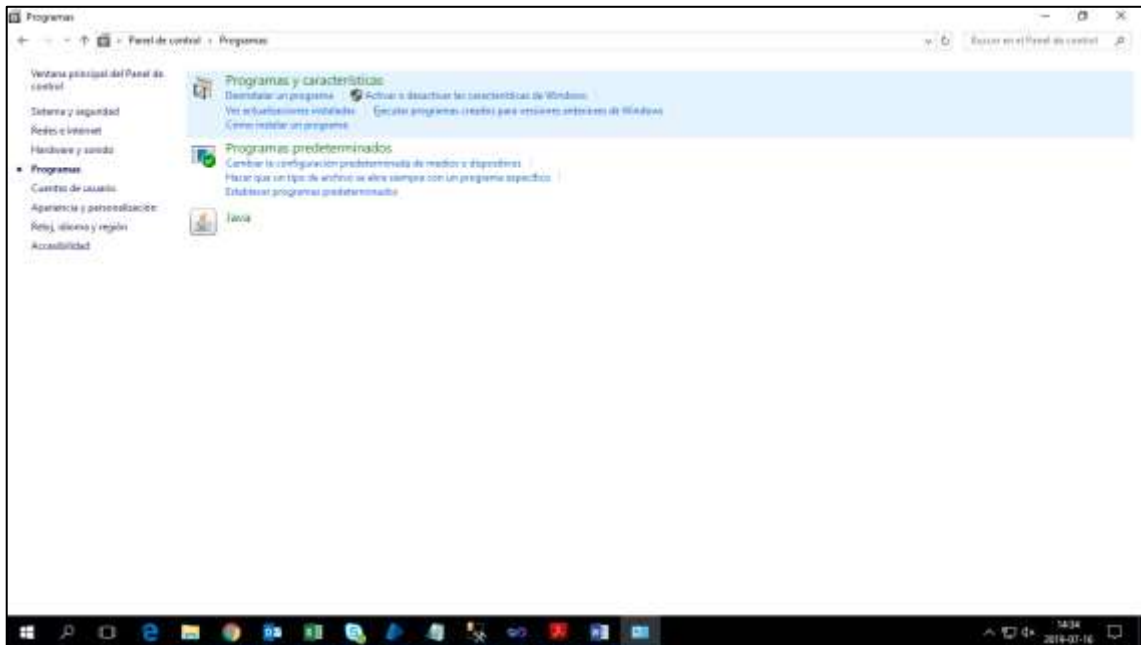 Programas
Panel de control › Programas
Buscar en el Panel de control
Ventana principal del Panel de
control
Sistema y seguridad
Redes e Internet
Hardware y sonido
Programas
Cuentas de usuario
Apariencia y personalización
Reloj, idioma y región
Accesibilidad
Programas y características
Desinstalar un programa | Activar o desactivar las características de Windows |
Ver actualizaciones instaladas | Ejecutar programas creados para versiones anteriores de Windows
Cómo instalar un programa
Programas predeterminados
Cambiar la configuración predeterminada de medios o dispositivos |
Hacer que un tipo de archivo se abra siempre con un programa específico |
Establecer programas predeterminados
Java
14:34
2019-07-16